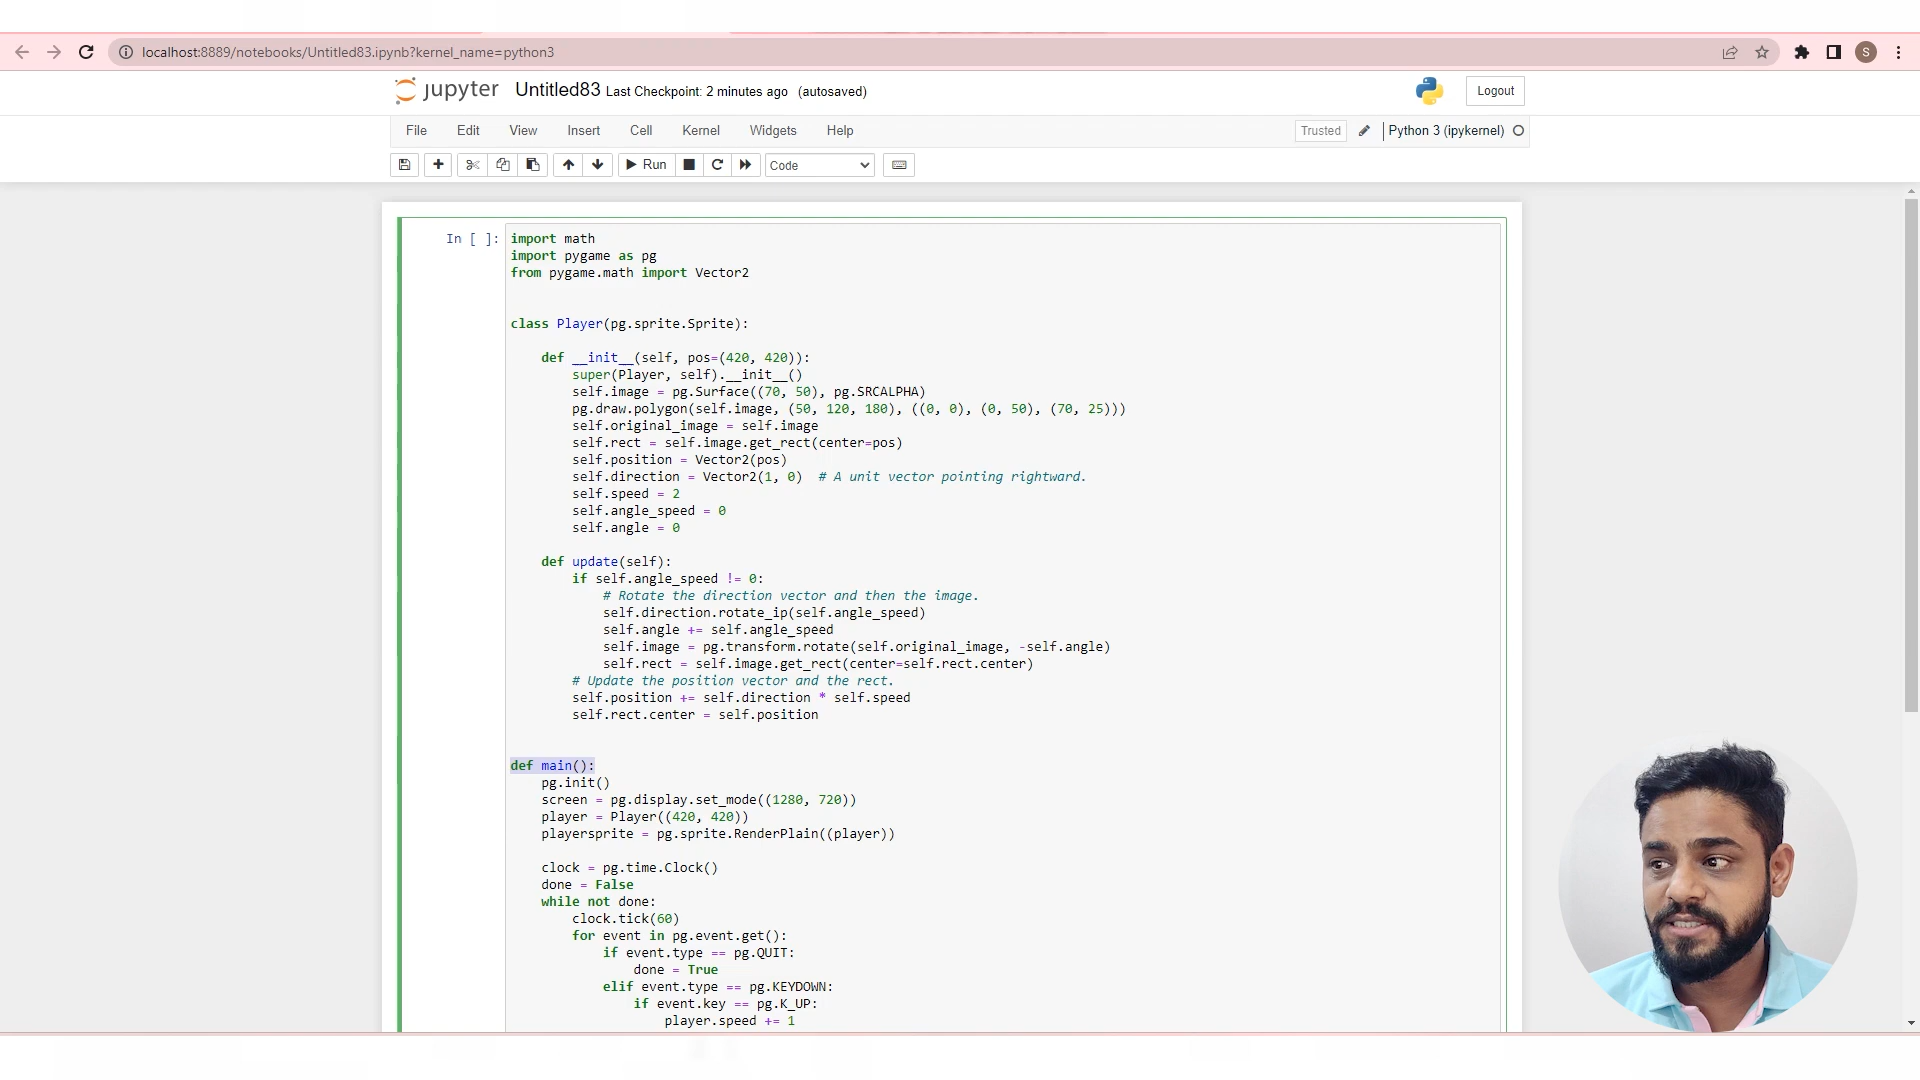 localhost:8889/notebooks/Untitled83.ipynb?kernel_name=python3
S
jupyter Untitled83 Last Checkpoint: 2 minutes ago (autosaved)
Logout
File Edit View Insert Cell Kernel Widgets Help
Trusted Python 3 (ipykernel)
Run Code
In [ ]:
import math
import pygame as pg
from pygame.math import Vector2
class Player(pg.sprite.Sprite):
def __init__(self, pos=(420, 420)):
super(Player, self).__init__()
self.image = pg.Surface((70, 50), pg.SRCALPHA)
pg.draw.polygon(self.image, (50, 120, 180), ((0, 0), (0, 50), (70, 25)))
self.original_image = self.image
self.rect = self.image.get_rect(center=pos)
self.position = Vector2(pos)
self.direction = Vector2(1, 0)  # A unit vector pointing rightward.
self.speed = 2
self.angle_speed = 0
self.angle = 0
def update(self):
if self.angle_speed != 0:
# Rotate the direction vector and then the image.
self.direction.rotate_ip(self.angle_speed)
self.angle += self.angle_speed
self.image = pg.transform.rotate(self.original_image, -self.angle)
self.rect = self.image.get_rect(center=self.rect.center)
# Update the position vector and the rect.
self.position += self.direction * self.speed
self.rect.center = self.position
def main():
pg.init()
screen = pg.display.set_mode((1280, 720))
player = Player((420, 420))
playersprite = pg.sprite.RenderPlain((player))
clock = pg.time.Clock()
done = False
while not done:
clock.tick(60)
for event in pg.event.get():
if event.type == pg.QUIT:
done = True
elif event.type == pg.KEYDOWN:
if event.key == pg.K_UP:
player.speed += 1